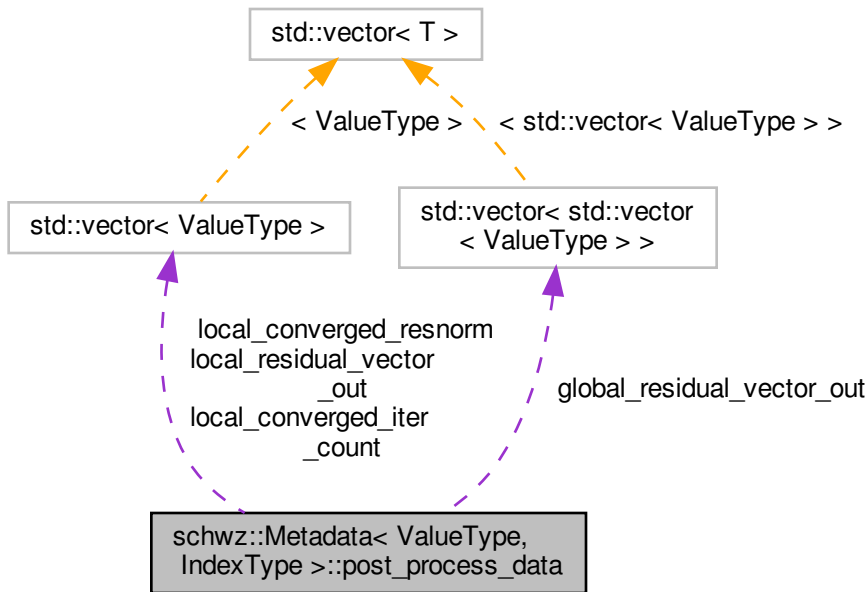 std::vector< T >
< ValueType >
< std::vector< ValueType > >
std::vector< ValueType >
std::vector< std::vector
< ValueType > >
local_converged_resnorm
local_residual_vector
_out
local_converged_iter
_count
global_residual_vector_out
schwz::Metadata< ValueType,
IndexType >::post_process_data